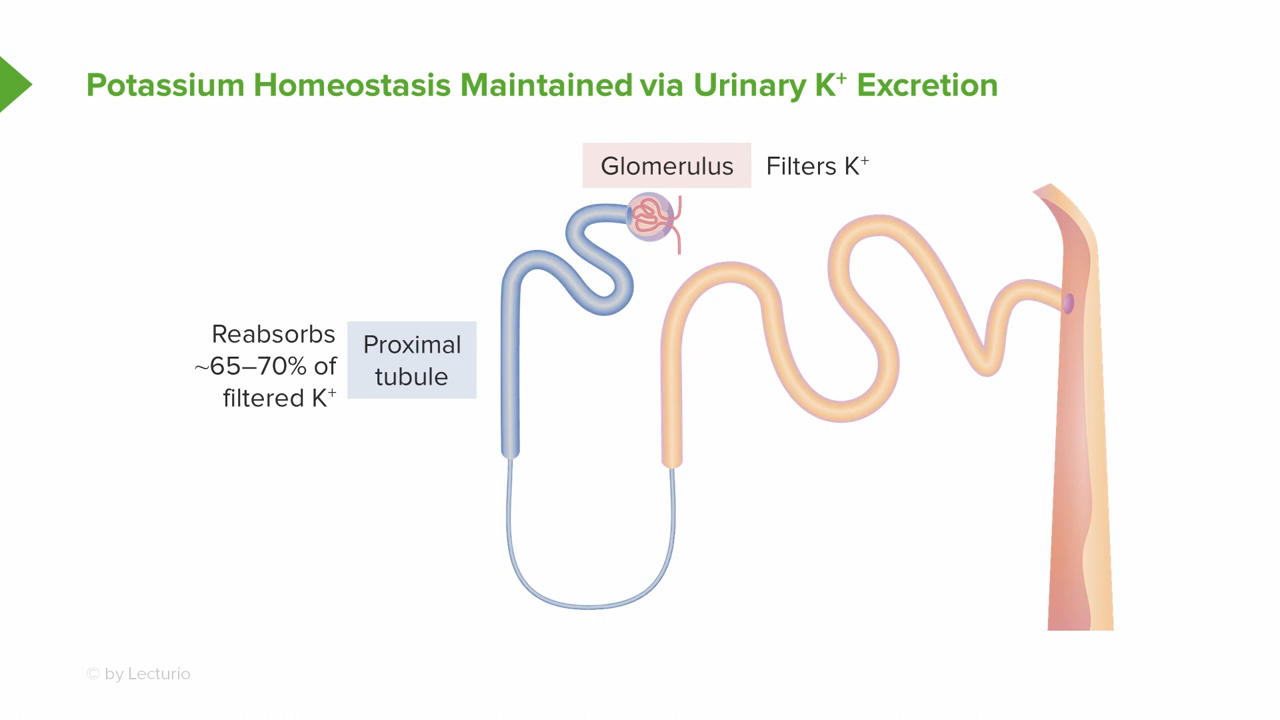 Potassium Homeostasis Maintained via Urinary K⁺ Excretion
Glomerulus
Filters K⁺
Reabsorbs
~65–70% of
filtered K⁺
Proximal
tubule
© by Lecturio